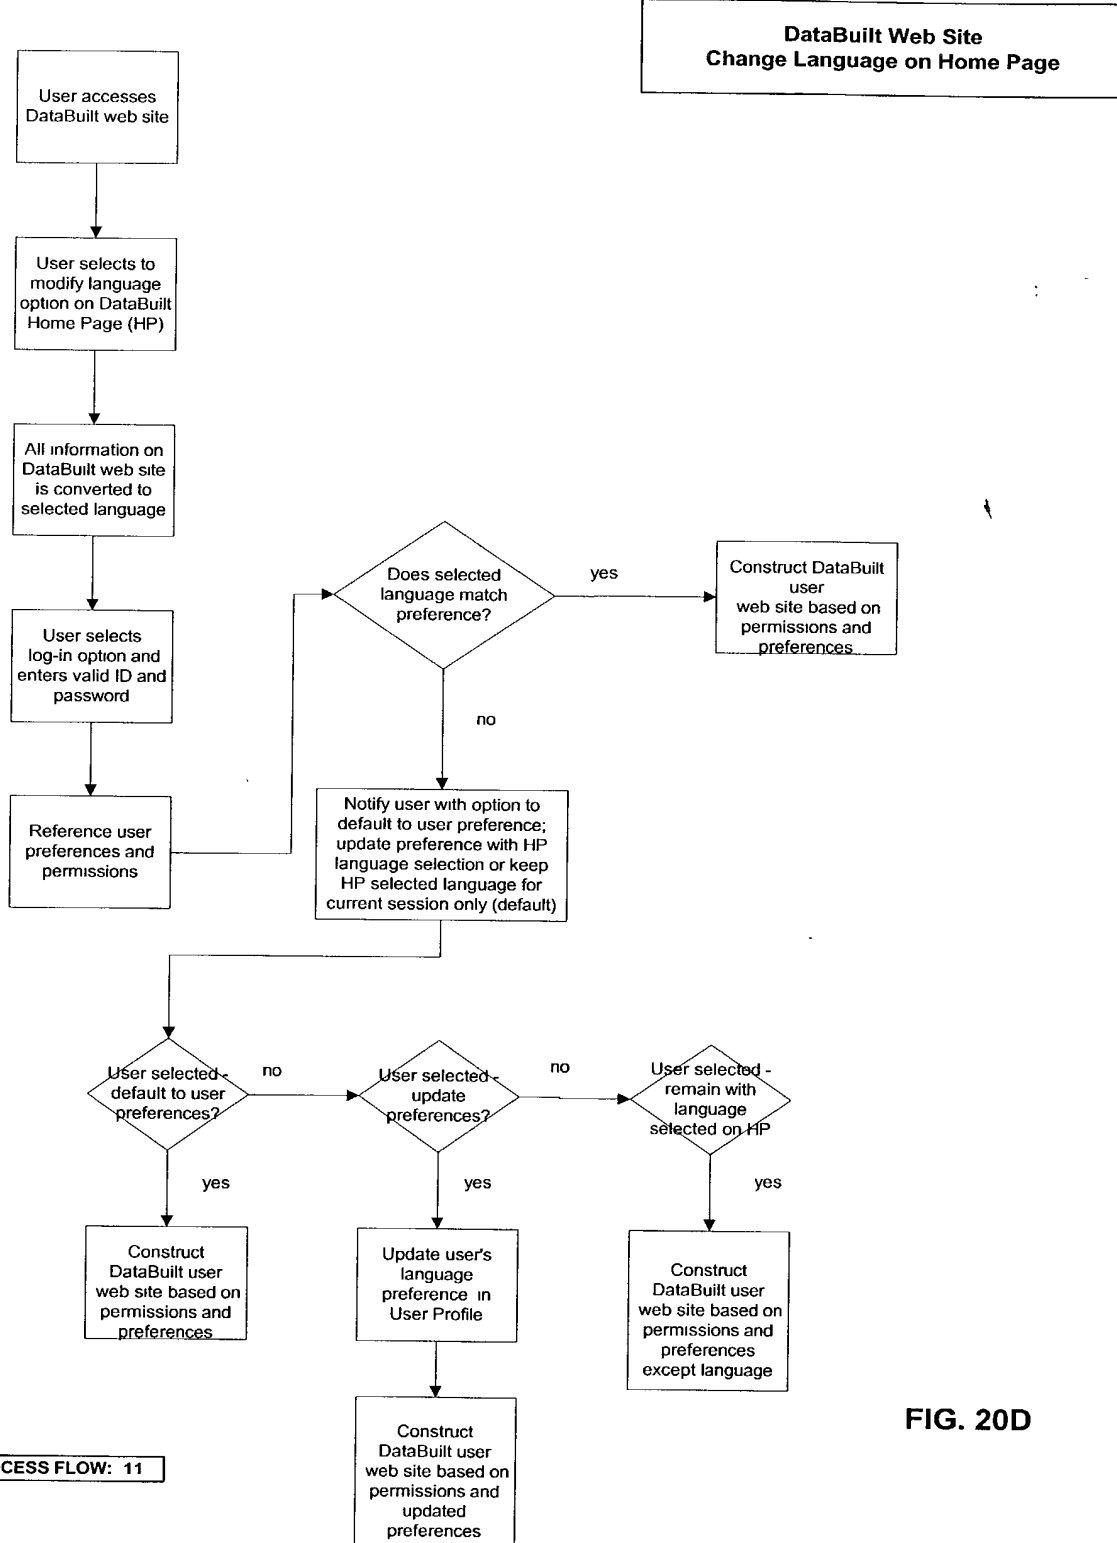 DataBuilt Web Site
Change Language on Home Page
User accesses
DataBuilt web site
User selects to
modify language
option on DataBuilt
Home Page (HP)
All information on
DataBuilt web site
is converted to
selected language
User selects
log-in option and
enters valid ID and
password
Reference user
preferences and
permissions
Does selected
language match
preference?
yes
Construct DataBuilt
user
web site based on
permissions and
preferences
no
Notify user with option to
default to user preference;
update preference with HP
language selection or keep
HP selected language for
current session only (default)
User selected -
default to user
preferences?
no
User selected -
update
preferences?
no
User selected -
remain with
language
selected on HP
yes
yes
yes
Construct
DataBuilt user
web site based on
permissions and
preferences
Update user's
language
preference in
User Profile
Construct
DataBuilt user
web site based on
permissions and
preferences
except language
Construct
DataBuilt user
web site based on
permissions and
updated
preferences
CESS FLOW: 11
FIG. 20D